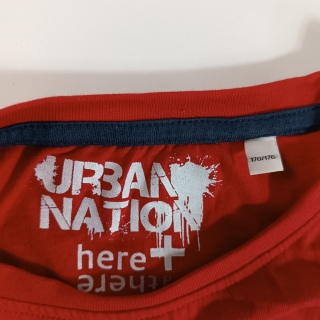 URBAN
NATION
here+
there
170/176